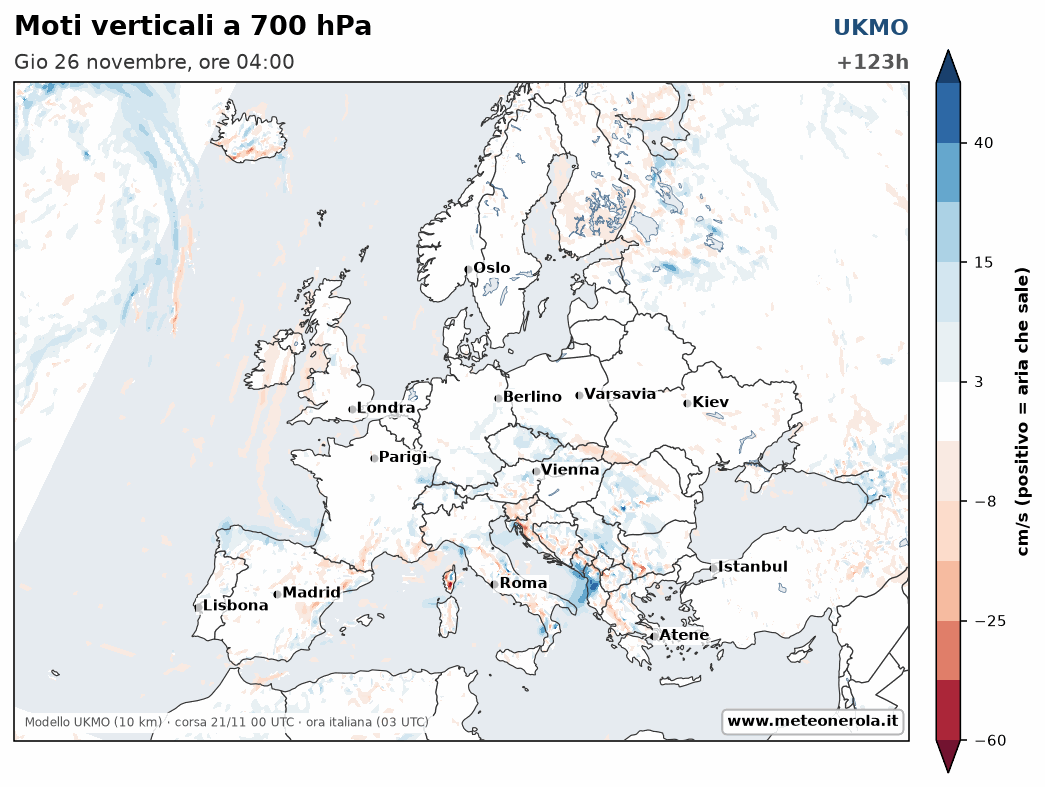 Moti verticali a 700 hPa
UKMO
Gio 26 novembre, ore 04:00
+123h
40
15
3
−8
−25
−60
cm/s (positivo = aria che sale)
Oslo
Londra
Berlino
Varsavia
Kiev
Parigi
Vienna
Istanbul
Roma
Madrid
Lisbona
Atene
Modello UKMO (10 km) · corsa 21/11 00 UTC · ora italiana (03 UTC)
www.meteonerola.it